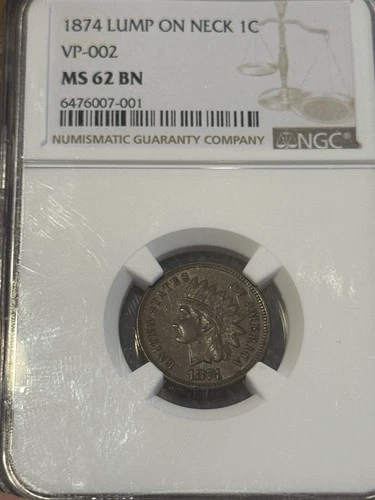 1874 LUMP ON NECK 1C
VP-002
MS 62 BN
6476007-001
NUMISMATIC GUARANTY COMPANY NGC®
UNITED STATES OF AMERICA
1874